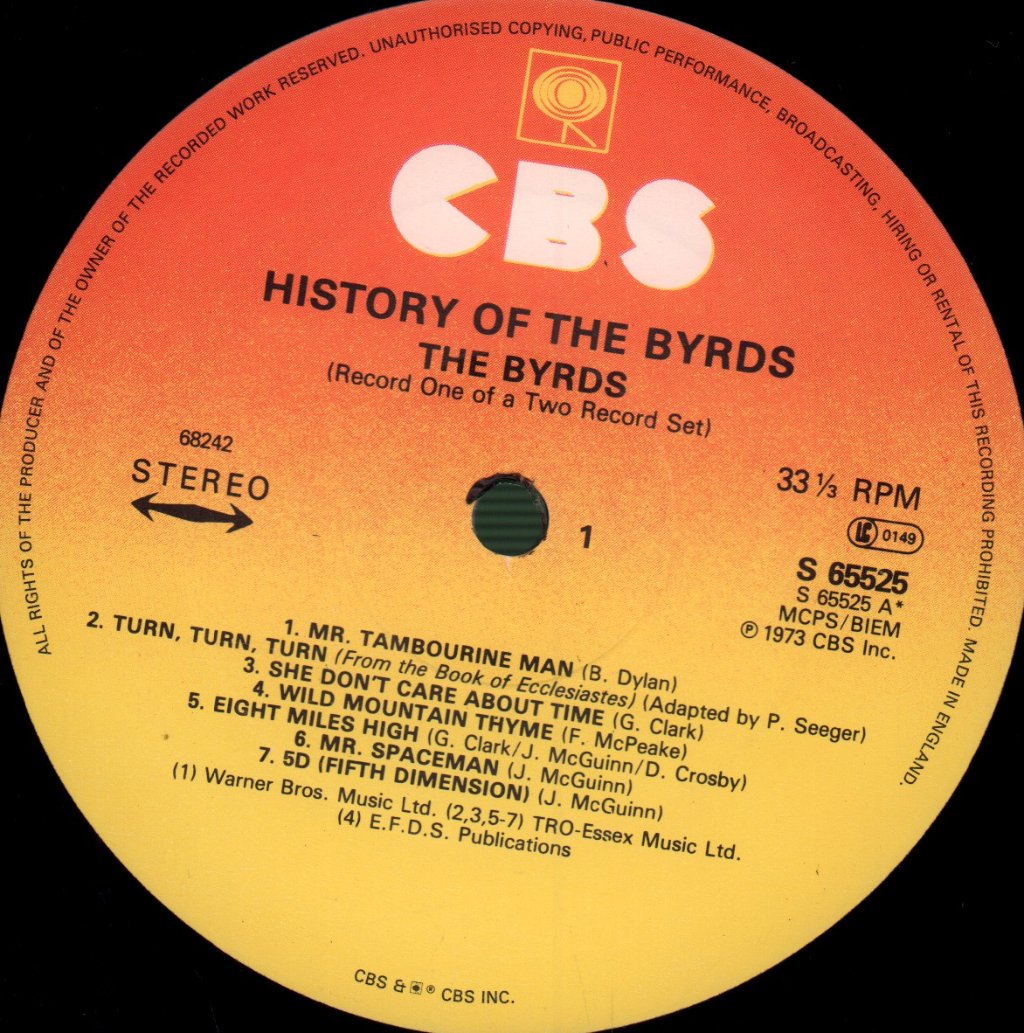 ALL RIGHTS OF THE PRODUCER AND OF THE OWNER OF THE RECORDED WORK RESERVED. UNAUTHORISED COPYING, PUBLIC PERFORMANCE, BROADCASTING, HIRING OR RENTAL OF THIS RECORDING PROHIBITED. MADE IN ENGLAND.
CBS
HISTORY OF THE BYRDS
THE BYRDS
(Record One of a Two Record Set)
68242
STEREO
33 ⅓ RPM
1
LC 0149
S 65525
S 65525 A*
MCPS/BIEM
℗ 1973 CBS Inc.
1. MR. TAMBOURINE MAN (B. Dylan)
2. TURN, TURN, TURN (From the Book of Ecclesiastes) (Adapted by P. Seeger)
3. SHE DON'T CARE ABOUT TIME (G. Clark)
4. WILD MOUNTAIN THYME (F. McPeake)
5. EIGHT MILES HIGH (G. Clark/J. McGuinn/D. Crosby)
6. MR. SPACEMAN (J. McGuinn)
7. 5D (FIFTH DIMENSION) (J. McGuinn)
(1) Warner Bros. Music Ltd. (2,3,5-7) TRO-Essex Music Ltd.
(4) E.F.D.S. Publications
CBS & ® CBS INC.